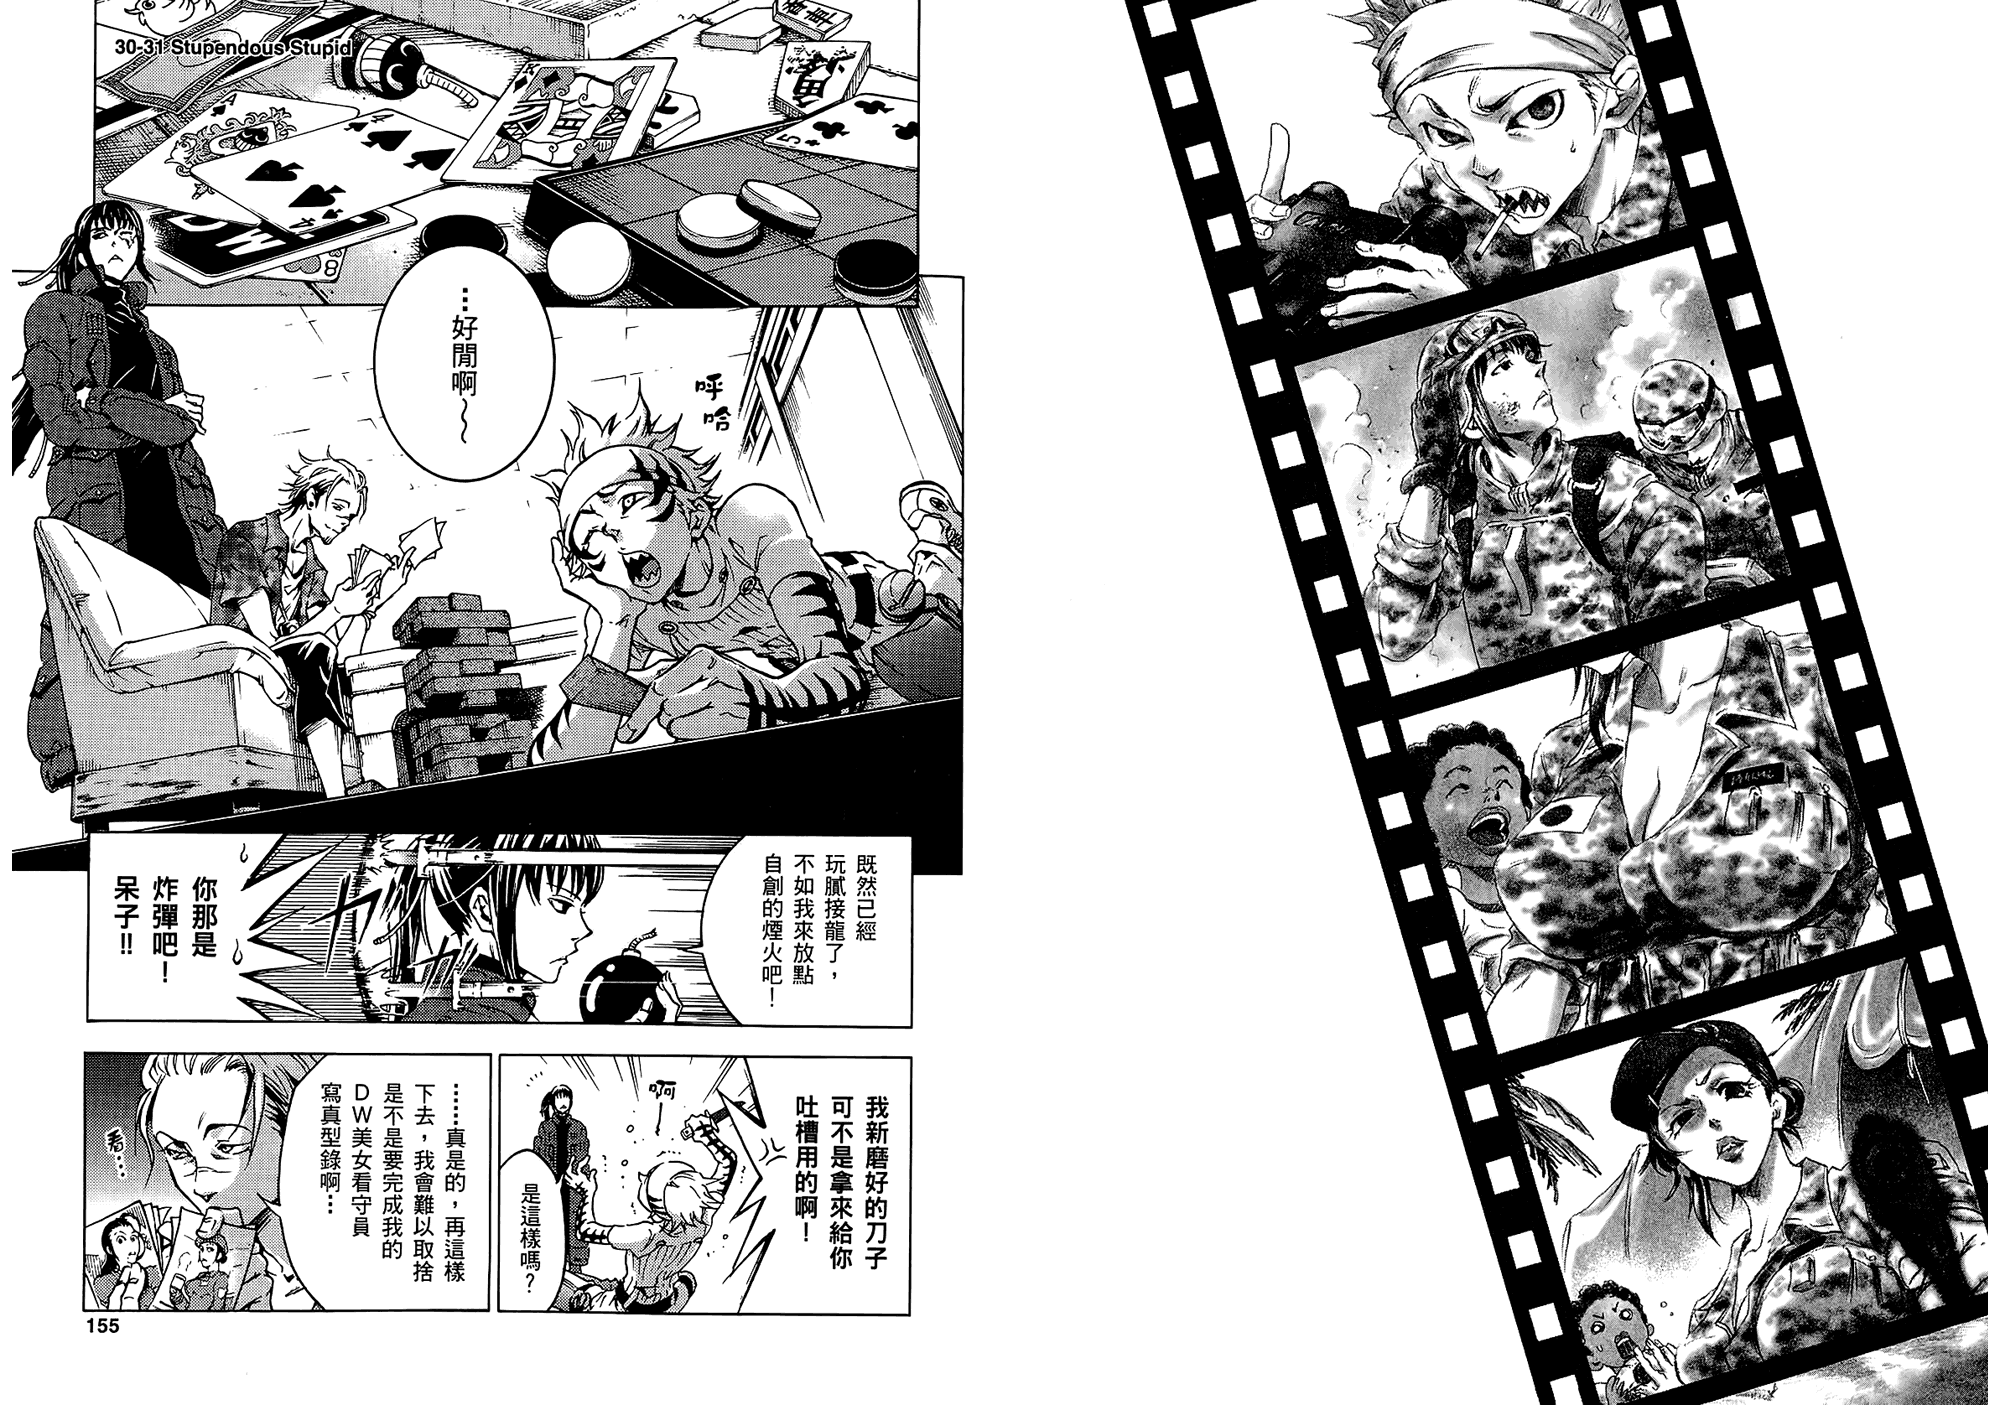 30-31 Stupendous Stupid
…好閒啊～
呼
哈
既然已經
玩膩接龍了，
不如我來放點
自創的煙火吧！
你那是
炸彈吧！
呆子!!
我新磨好的刀子
可不是拿來給你
吐槽用的啊！
啊
是這樣嗎？
……真是的，再這樣
下去，我會難以取捨
是不是要完成我的
ＤＷ美女看守員
寫真型錄啊…
看…
155